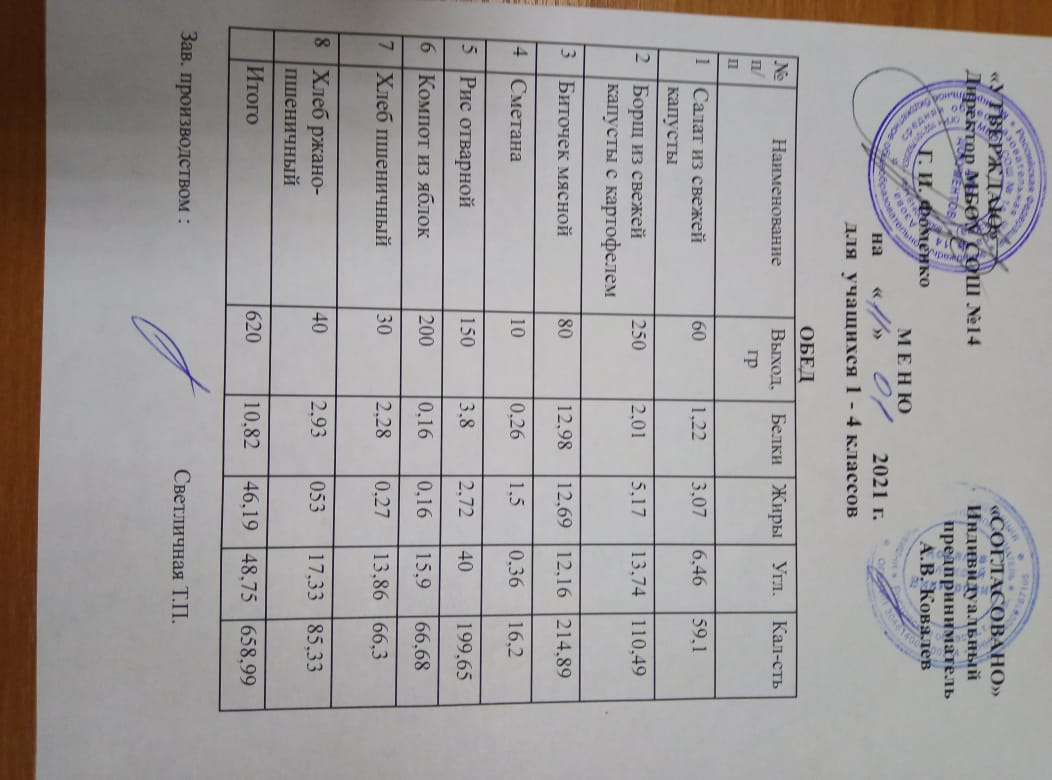 «УТВЕРЖДАЮ»
Директор МБОУ СОШ №14
Г. И. Фоменко
«СОГЛАСОВАНО»
Индивидуальный
предприниматель
А.В. Ковалев
М Е Н Ю
на « 11 » 01 2021 г.
для учащихся 1 - 4 классов
ОБЕД
№ п/п Наименование Выход, гр Белки Жиры Угл. Кал-сть
1 Салат из свежей капусты 60 1,22 3,07 6,46 59,1
2 Борщ из свежей капусты с картофелем 250 2,01 5,17 13,74 110,49
3 Биточек мясной 80 12,98 12,69 12,16 214,89
4 Сметана 10 0,26 1,5 0,36 16,2
5 Рис отварной 150 3,8 2,72 40 199,65
6 Компот из яблок 200 0,16 0,16 15,9 66,68
7 Хлеб пшеничный 30 2,28 0,27 13,86 66,3
8 Хлеб ржано-пшеничный 40 2,93 053 17,33 85,33
Итого 620 10,82 46,19 48,75 658,99
Зав. производством : Светличная Т.П.